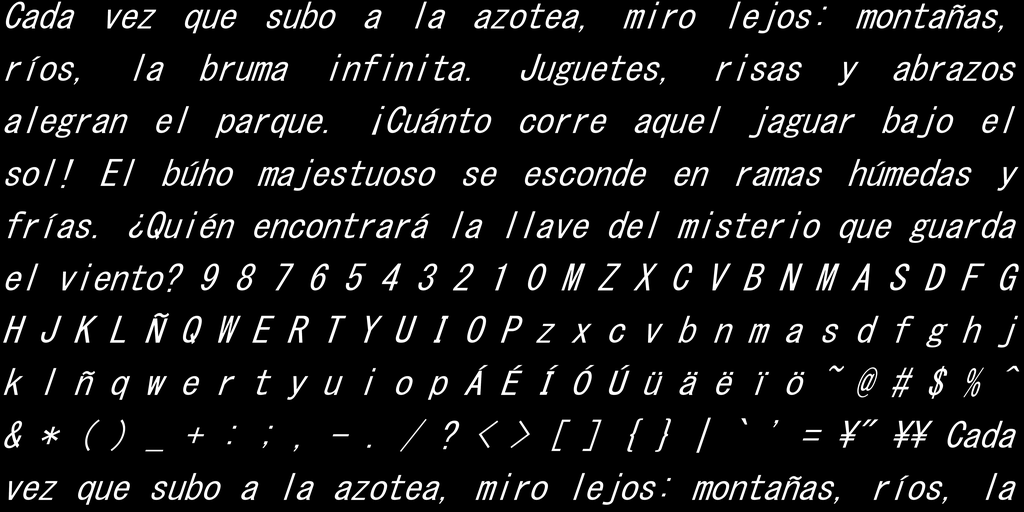 Cada vez que subo a la azotea, miro lejos: montañas,
ríos, la bruma infinita. Juguetes, risas y abrazos
alegran el parque. ¡Cuánto corre aquel jaguar bajo el
sol! El búho majestuoso se esconde en ramas húmedas y
frías. ¿Quién encontrará la llave del misterio que guarda
el viento? 9 8 7 6 5 4 3 2 1 0 M Z X C V B N M A S D F G
H J K L Ñ Q W E R T Y U I O P z x c v b n m a s d f g h j
k l ñ q w e r t y u i o p Á É Í Ó Ú ü ä ë ï ö ~ @ # $ % ^
& * ( ) _ + : ; , - . / ? < > [ ] { } | ` ' = ¥" ¥¥ Cada
vez que subo a la azotea, miro lejos: montañas, ríos, la